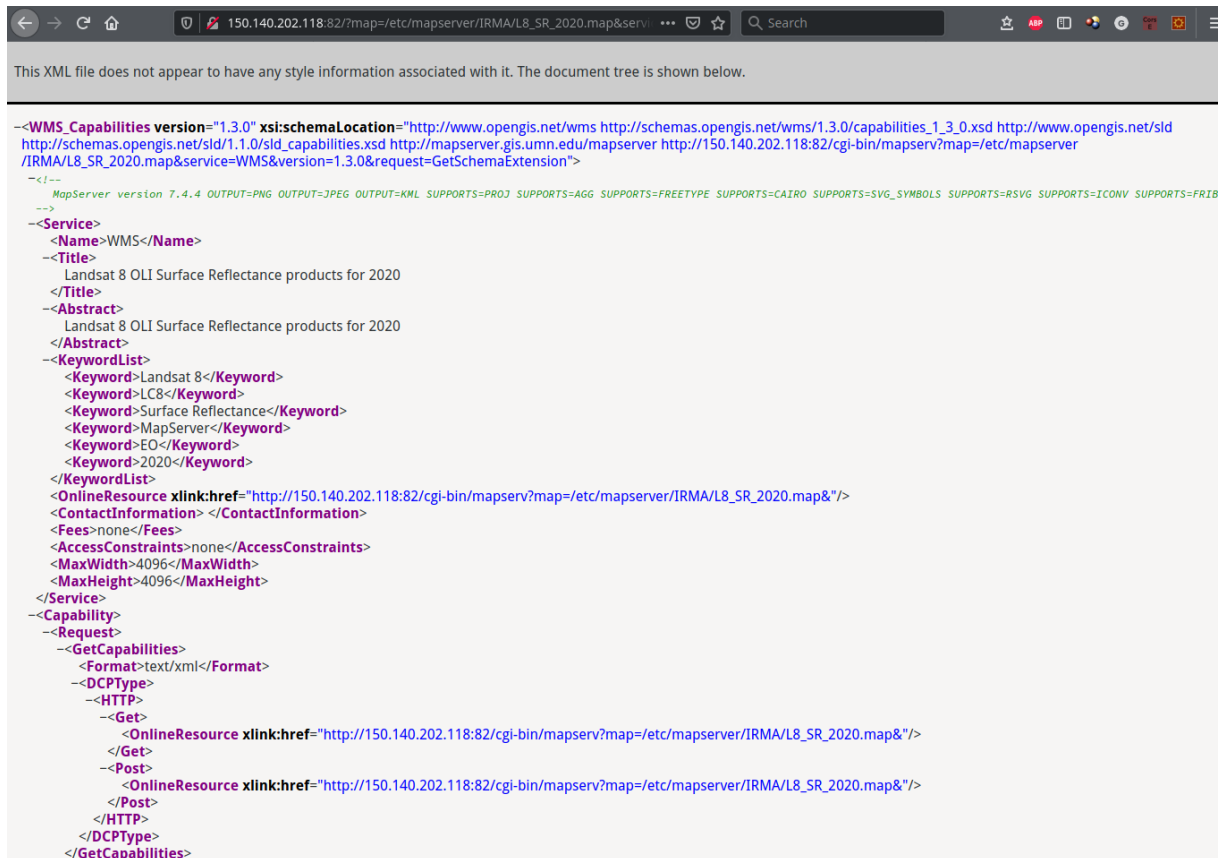 150.140.202.118:82/?map=/etc/mapserver/IRMA/L8_SR_2020.map&servi ••• Search
This XML file does not appear to have any style information associated with it. The document tree is shown below.
−<WMS_Capabilities version="1.3.0" xsi:schemaLocation="http://www.opengis.net/wms http://schemas.opengis.net/wms/1.3.0/capabilities_1_3_0.xsd http://www.opengis.net/sld
http://schemas.opengis.net/sld/1.1.0/sld_capabilities.xsd http://mapserver.gis.umn.edu/mapserver http://150.140.202.118:82/cgi-bin/mapserv?map=/etc/mapserver
/IRMA/L8_SR_2020.map&service=WMS&version=1.3.0&request=GetSchemaExtension">
−<!--
MapServer version 7.4.4 OUTPUT=PNG OUTPUT=JPEG OUTPUT=KML SUPPORTS=PROJ SUPPORTS=AGG SUPPORTS=FREETYPE SUPPORTS=CAIRO SUPPORTS=SVG_SYMBOLS SUPPORTS=RSVG SUPPORTS=ICONV SUPPORTS=FRIB
-->
−<Service>
<Name>WMS</Name>
−<Title>
Landsat 8 OLI Surface Reflectance products for 2020
</Title>
−<Abstract>
Landsat 8 OLI Surface Reflectance products for 2020
</Abstract>
−<KeywordList>
<Keyword>Landsat 8</Keyword>
<Keyword>LC8</Keyword>
<Keyword>Surface Reflectance</Keyword>
<Keyword>MapServer</Keyword>
<Keyword>EO</Keyword>
<Keyword>2020</Keyword>
</KeywordList>
<OnlineResource xlink:href="http://150.140.202.118:82/cgi-bin/mapserv?map=/etc/mapserver/IRMA/L8_SR_2020.map&"/>
<ContactInformation> </ContactInformation>
<Fees>none</Fees>
<AccessConstraints>none</AccessConstraints>
<MaxWidth>4096</MaxWidth>
<MaxHeight>4096</MaxHeight>
</Service>
−<Capability>
−<Request>
−<GetCapabilities>
<Format>text/xml</Format>
−<DCPType>
−<HTTP>
−<Get>
<OnlineResource xlink:href="http://150.140.202.118:82/cgi-bin/mapserv?map=/etc/mapserver/IRMA/L8_SR_2020.map&"/>
</Get>
−<Post>
<OnlineResource xlink:href="http://150.140.202.118:82/cgi-bin/mapserv?map=/etc/mapserver/IRMA/L8_SR_2020.map&"/>
</Post>
</HTTP>
</DCPType>
</GetCapabilities>